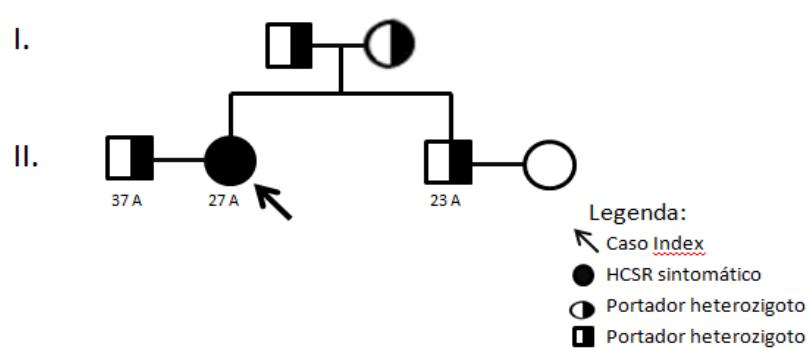 I.
II.
37 A
27 A
23 A
Legenda:
Caso Index
HCSR sintomático
Portador heterozigoto
Portador heterozigoto